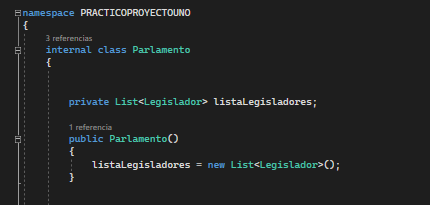 namespace PRACTICOPROYECTOUNO
{
3 referencias
internal class Parlamento
{
private List<Legislador> listaLegisladores;
1 referencia
public Parlamento()
{
listaLegisladores = new List<Legislador>();
}